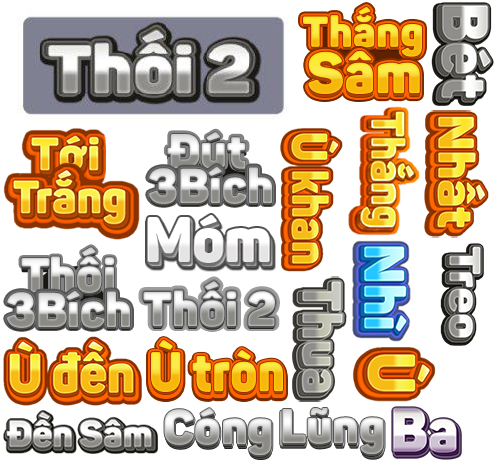 Thối 2
Thắng
Sâm
Bét
Tới
Trắng
Đút
3Bích
Ù khan
Thắng
Nhất
Móm
Thối
3Bích
Thối 2
Thua
Nhì
Treo
Ù đền
Ù tròn
Ù
Đền Sâm
Cóng
Lũng
Ba